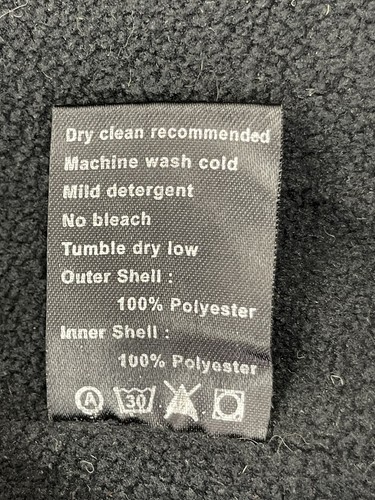 Dry clean recommended
Machine wash cold
Mild detergent
No bleach
Tumble dry low
Outer Shell :
100% Polyester
Inner Shell :
100% Polyester
A 30